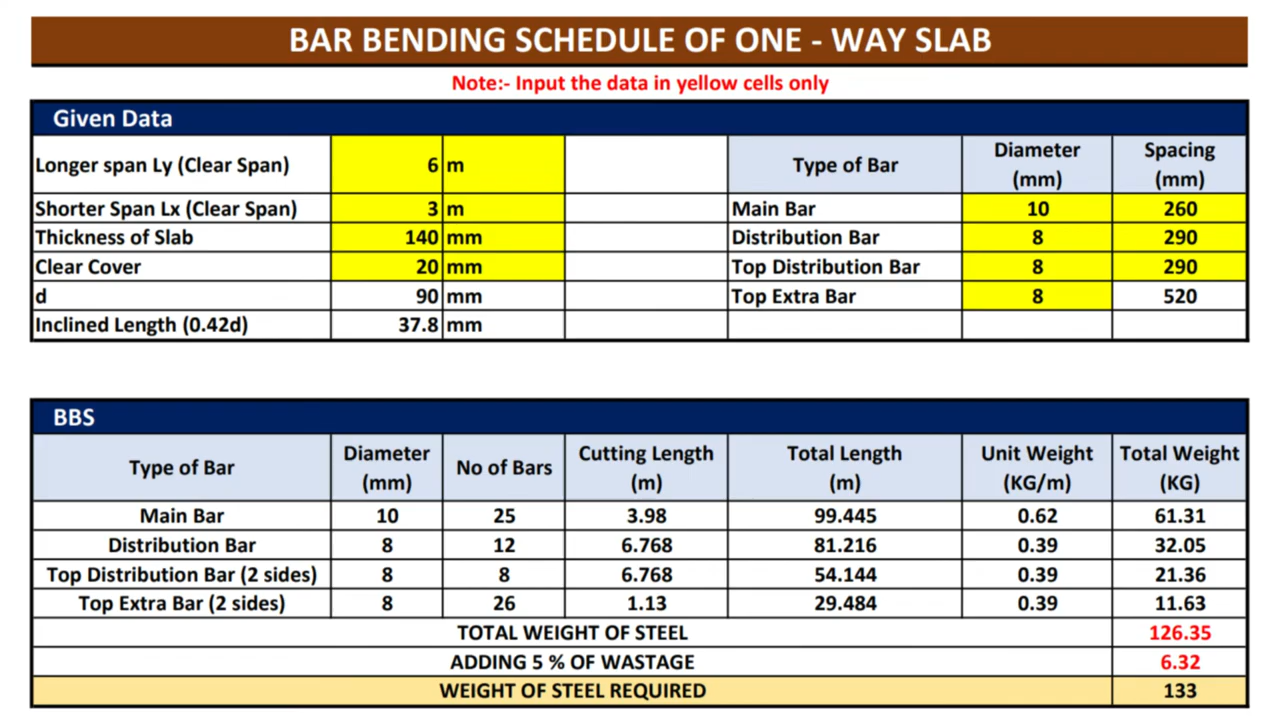 BAR BENDING SCHEDULE OF ONE - WAY SLAB
Note:- Input the data in yellow cells only
Given Data
Longer span Ly (Clear Span) 6 m Type of Bar Diameter (mm) Spacing (mm)
Shorter Span Lx (Clear Span) 3 m Main Bar 10 260
Thickness of Slab 140 mm Distribution Bar 8 290
Clear Cover 20 mm Top Distribution Bar 8 290
d 90 mm Top Extra Bar 8 520
Inclined Length (0.42d) 37.8 mm
BBS
Type of Bar Diameter (mm) No of Bars Cutting Length (m) Total Length (m) Unit Weight (KG/m) Total Weight (KG)
Main Bar 10 25 3.98 99.445 0.62 61.31
Distribution Bar 8 12 6.768 81.216 0.39 32.05
Top Distribution Bar (2 sides) 8 8 6.768 54.144 0.39 21.36
Top Extra Bar (2 sides) 8 26 1.13 29.484 0.39 11.63
TOTAL WEIGHT OF STEEL 126.35
ADDING 5 % OF WASTAGE 6.32
WEIGHT OF STEEL REQUIRED 133